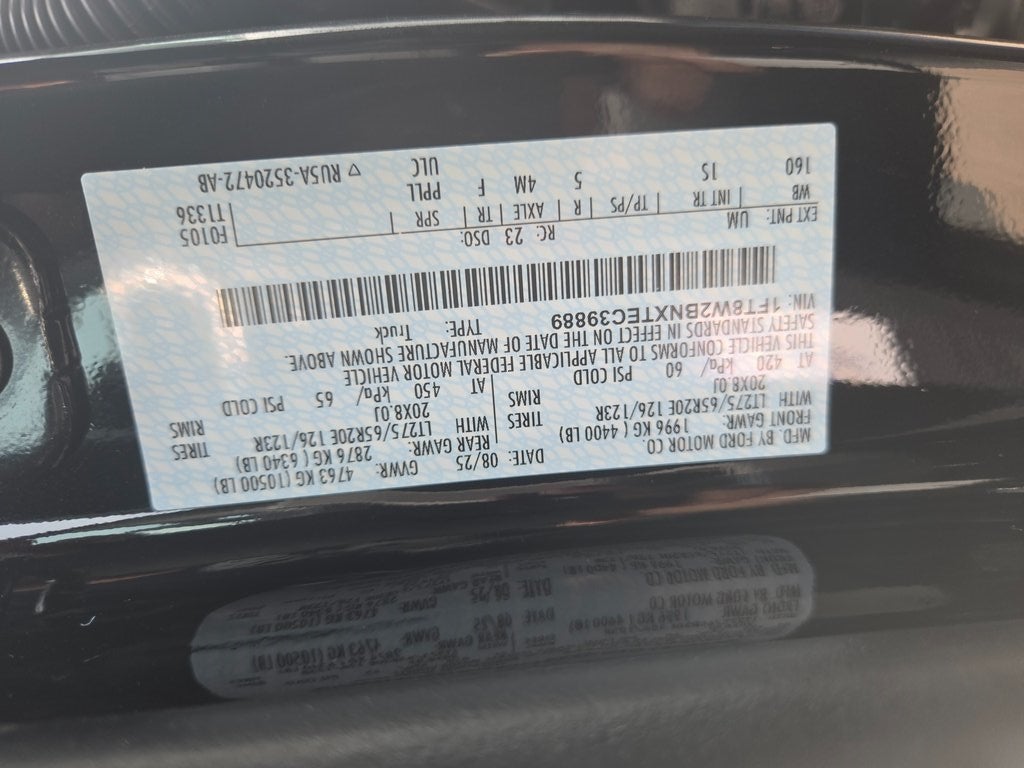 MFD. BY FORD MOTOR CO
DATE: 08/25 GVWR: 4763 KG (10500 LB)
FRONT GAWR: 1996 KG ( 4400 LB) REAR GAWR: 2876 KG ( 6340 LB)
WITH LT275/65R20E 126/123R TIRES WITH LT275/65R20E 126/123R TIRES
20X8.0J RIMS 20X8.0J RIMS
AT 420 kPa/ 60 PSI COLD AT 450 kPa/ 65 PSI COLD
THIS VEHICLE CONFORMS TO ALL APPLICABLE FEDERAL MOTOR VEHICLE
SAFETY STANDARDS IN EFFECT ON THE DATE OF MANUFACTURE SHOWN ABOVE.
VIN: 1FT8W2BNXTEC39889 TYPE: Truck
EXT PNT: UM RC: 23 DSO: F0105
WB | INT TR | TP/PS | R | AXLE | TR | SPR T1336
160 1S 5 4M F PPLL
ULC ▽ RU5A-3520472-AB